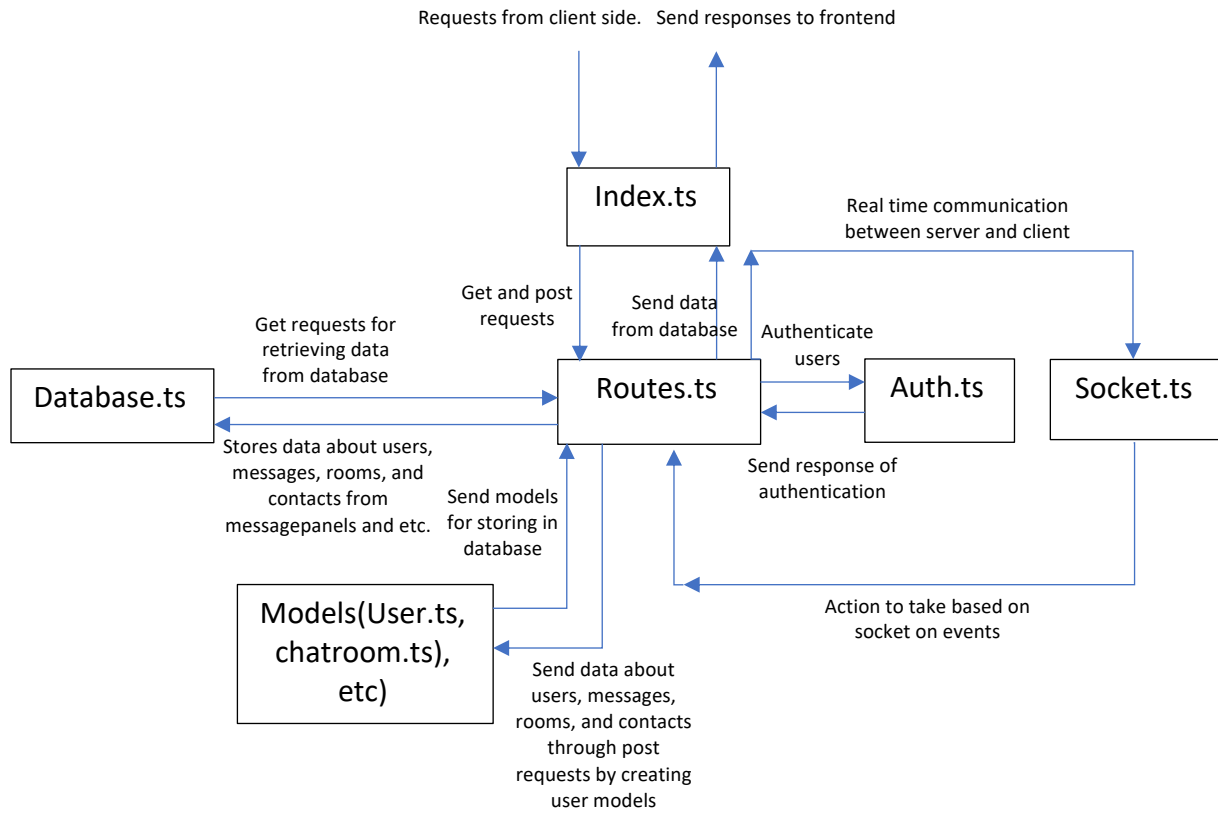 Requests from client side.
Send responses to frontend
Index.ts
Real time communication
between server and client
Get and post
requests
Send data
from database
Authenticate
users
Get requests for
retrieving data
from database
Database.ts
Routes.ts
Auth.ts
Socket.ts
Stores data about users,
messages, rooms, and
contacts from
messagepanels and etc.
Send models
for storing in
database
Send response of
authentication
Models(User.ts,
chatroom.ts),
etc)
Action to take based on
socket on events
Send data about
users, messages,
rooms, and contacts
through post
requests by creating
user models